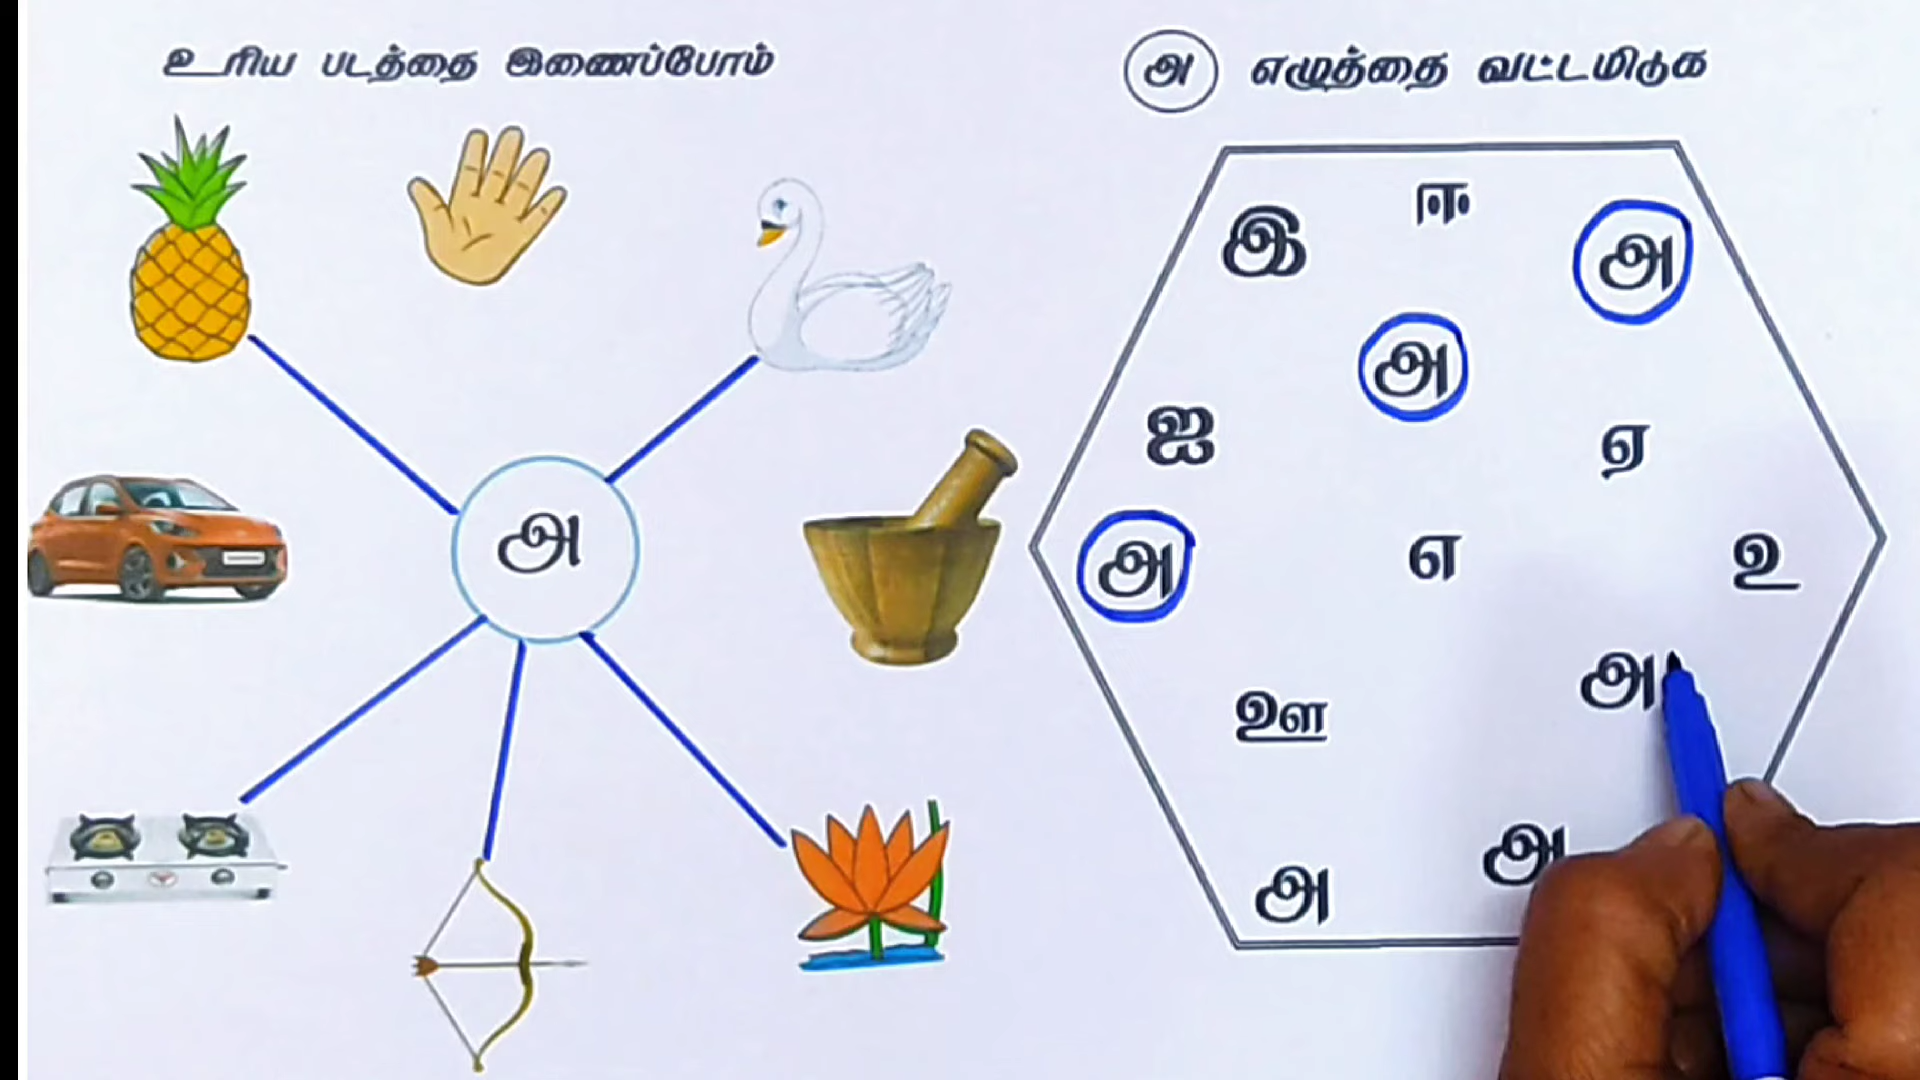 உரிய படத்தை இணைப்போம்
அ
அ எழுத்தை வட்டமிடுக
இ
ஈ
அ
அ
ஐ
ஏ
அ
எ
உ
அ
ஊ
அ
அ